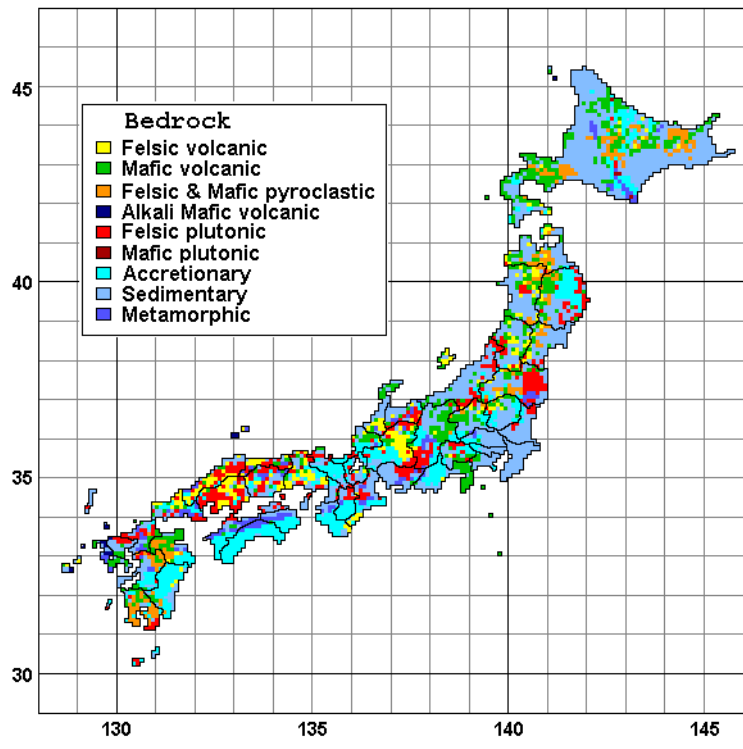 45
Bedrock
Felsic volcanic
Mafic volcanic
Felsic & Mafic pyroclastic
Alkali Mafic volcanic
Felsic plutonic
Mafic plutonic
Accretionary
Sedimentary
Metamorphic
40
35
30
130 135 140 145